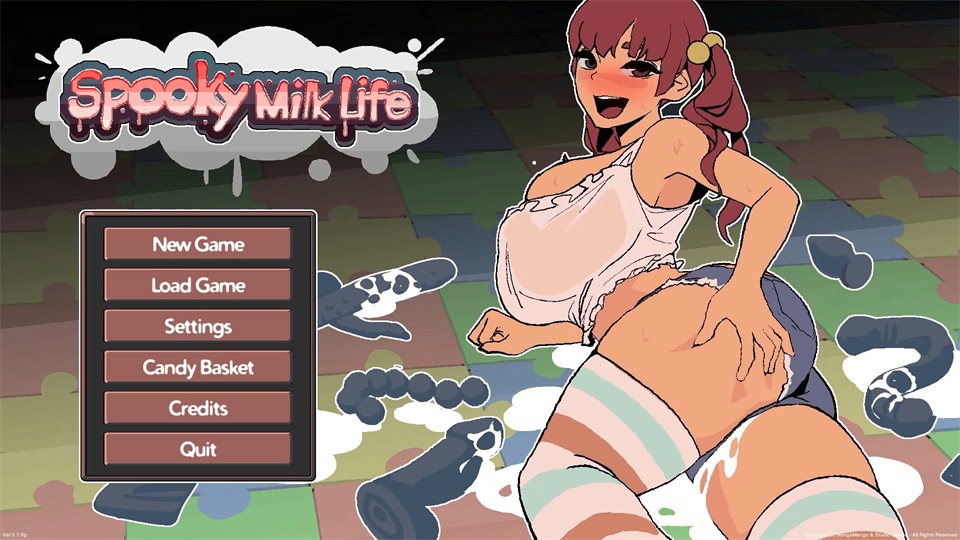 Spooky Milk Life
New Game
Load Game
Settings
Candy Basket
Credits
Quit